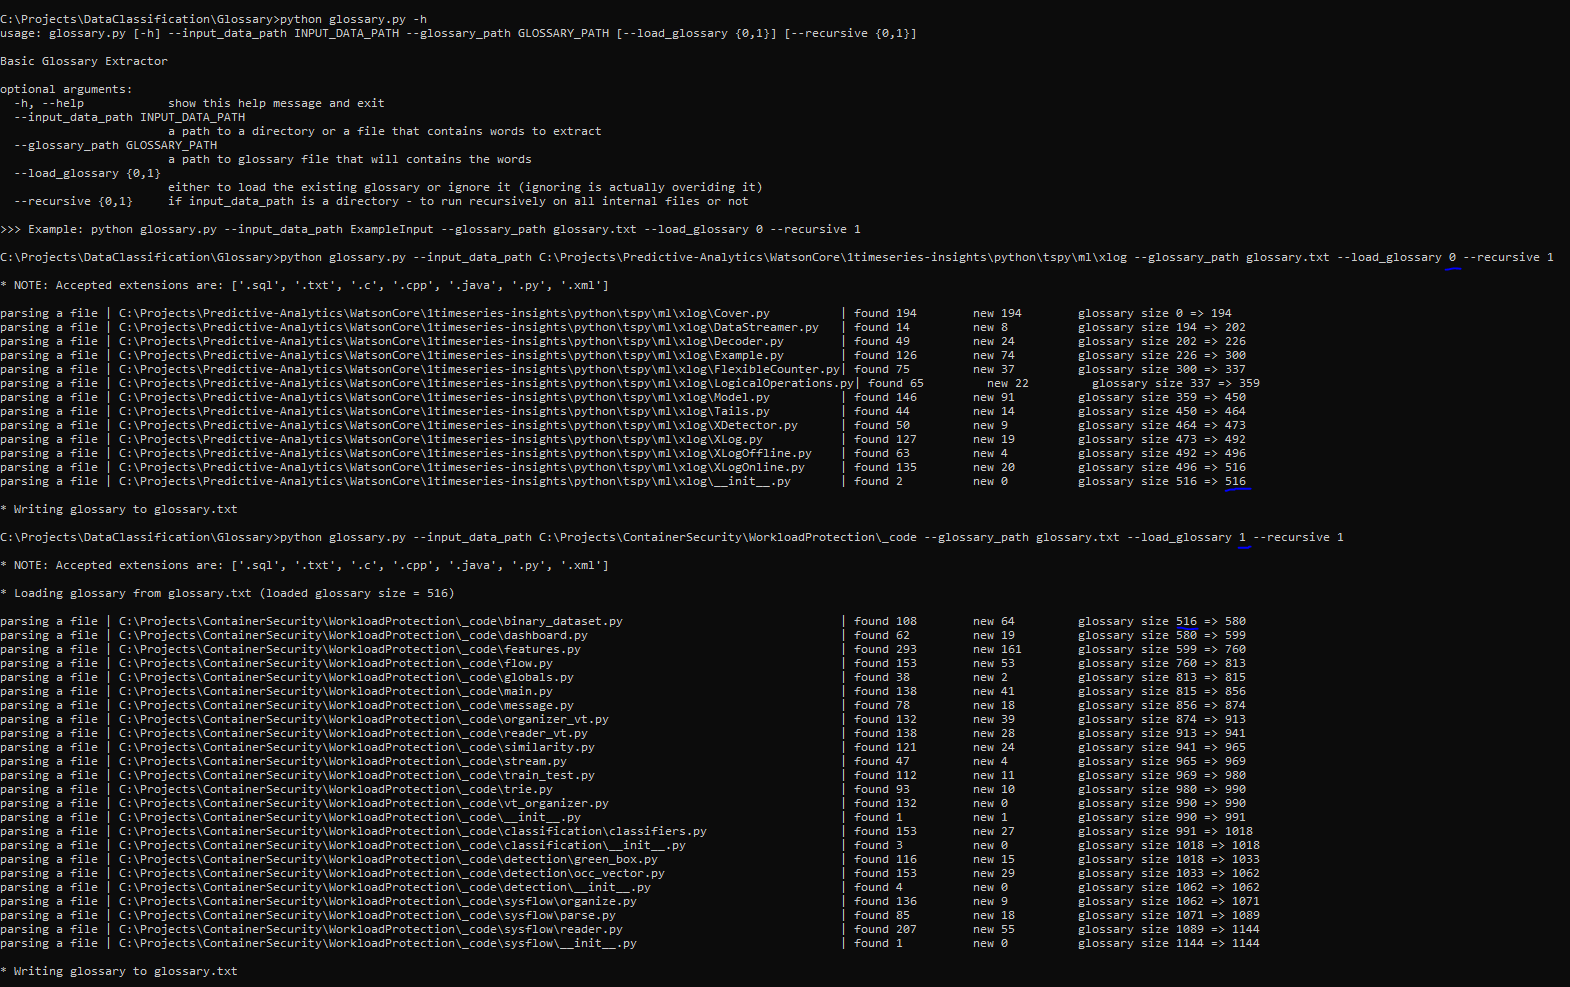 C:\Projects\DataClassification\Glossary>python glossary.py -h
usage: glossary.py [-h] --input_data_path INPUT_DATA_PATH --glossary_path GLOSSARY_PATH [--load_glossary {0,1}] [--recursive {0,1}]
Basic Glossary Extractor
optional arguments:
-h, --help show this help message and exit
--input_data_path INPUT_DATA_PATH
a path to a directory or a file that contains words to extract
--glossary_path GLOSSARY_PATH
a path to glossary file that will contains the words
--load_glossary {0,1}
either to load the existing glossary or ignore it (ignoring is actually overiding it)
--recursive {0,1} if input_data_path is a directory - to run recursively on all internal files or not
>>> Example: python glossary.py --input_data_path ExampleInput --glossary_path glossary.txt --load_glossary 0 --recursive 1
C:\Projects\DataClassification\Glossary>python glossary.py --input_data_path C:\Projects\Predictive-Analytics\WatsonCore\1timeseries-insights\python\tspy\ml\xlog --glossary_path glossary.txt --load_glossary 0 --recursive 1
* NOTE: Accepted extensions are: ['.sql', '.txt', '.c', '.cpp', '.java', '.py', '.xml']
parsing a file | C:\Projects\Predictive-Analytics\WatsonCore\1timeseries-insights\python\tspy\ml\xlog\Cover.py | found 194 new 194 glossary size 0 => 194
parsing a file | C:\Projects\Predictive-Analytics\WatsonCore\1timeseries-insights\python\tspy\ml\xlog\DataStreamer.py | found 14 new 8 glossary size 194 => 202
parsing a file | C:\Projects\Predictive-Analytics\WatsonCore\1timeseries-insights\python\tspy\ml\xlog\Decoder.py | found 49 new 24 glossary size 202 => 226
parsing a file | C:\Projects\Predictive-Analytics\WatsonCore\1timeseries-insights\python\tspy\ml\xlog\Example.py | found 126 new 74 glossary size 226 => 300
parsing a file | C:\Projects\Predictive-Analytics\WatsonCore\1timeseries-insights\python\tspy\ml\xlog\FlexibleCounter.py| found 75 new 37 glossary size 300 => 337
parsing a file | C:\Projects\Predictive-Analytics\WatsonCore\1timeseries-insights\python\tspy\ml\xlog\LogicalOperations.py| found 65 new 22 glossary size 337 => 359
parsing a file | C:\Projects\Predictive-Analytics\WatsonCore\1timeseries-insights\python\tspy\ml\xlog\Model.py | found 146 new 91 glossary size 359 => 450
parsing a file | C:\Projects\Predictive-Analytics\WatsonCore\1timeseries-insights\python\tspy\ml\xlog\Tails.py | found 44 new 14 glossary size 450 => 464
parsing a file | C:\Projects\Predictive-Analytics\WatsonCore\1timeseries-insights\python\tspy\ml\xlog\XDetector.py | found 50 new 9 glossary size 464 => 473
parsing a file | C:\Projects\Predictive-Analytics\WatsonCore\1timeseries-insights\python\tspy\ml\xlog\XLog.py | found 127 new 19 glossary size 473 => 492
parsing a file | C:\Projects\Predictive-Analytics\WatsonCore\1timeseries-insights\python\tspy\ml\xlog\XLogOffline.py | found 63 new 4 glossary size 492 => 496
parsing a file | C:\Projects\Predictive-Analytics\WatsonCore\1timeseries-insights\python\tspy\ml\xlog\XLogOnline.py | found 135 new 20 glossary size 496 => 516
parsing a file | C:\Projects\Predictive-Analytics\WatsonCore\1timeseries-insights\python\tspy\ml\xlog\__init__.py | found 2 new 0 glossary size 516 => 516
* Writing glossary to glossary.txt
C:\Projects\DataClassification\Glossary>python glossary.py --input_data_path C:\Projects\ContainerSecurity\WorkloadProtection\_code --glossary_path glossary.txt --load_glossary 1 --recursive 1
* NOTE: Accepted extensions are: ['.sql', '.txt', '.c', '.cpp', '.java', '.py', '.xml']
* Loading glossary from glossary.txt (loaded glossary size = 516)
parsing a file | C:\Projects\ContainerSecurity\WorkloadProtection\_code\binary_dataset.py | found 108 new 64 glossary size 516 => 580
parsing a file | C:\Projects\ContainerSecurity\WorkloadProtection\_code\dashboard.py | found 62 new 19 glossary size 580 => 599
parsing a file | C:\Projects\ContainerSecurity\WorkloadProtection\_code\features.py | found 293 new 161 glossary size 599 => 760
parsing a file | C:\Projects\ContainerSecurity\WorkloadProtection\_code\flow.py | found 153 new 53 glossary size 760 => 813
parsing a file | C:\Projects\ContainerSecurity\WorkloadProtection\_code\globals.py | found 38 new 2 glossary size 813 => 815
parsing a file | C:\Projects\ContainerSecurity\WorkloadProtection\_code\main.py | found 138 new 41 glossary size 815 => 856
parsing a file | C:\Projects\ContainerSecurity\WorkloadProtection\_code\message.py | found 78 new 18 glossary size 856 => 874
parsing a file | C:\Projects\ContainerSecurity\WorkloadProtection\_code\organizer_vt.py | found 132 new 39 glossary size 874 => 913
parsing a file | C:\Projects\ContainerSecurity\WorkloadProtection\_code\reader_vt.py | found 138 new 28 glossary size 913 => 941
parsing a file | C:\Projects\ContainerSecurity\WorkloadProtection\_code\similarity.py | found 121 new 24 glossary size 941 => 965
parsing a file | C:\Projects\ContainerSecurity\WorkloadProtection\_code\stream.py | found 47 new 4 glossary size 965 => 969
parsing a file | C:\Projects\ContainerSecurity\WorkloadProtection\_code\train_test.py | found 112 new 11 glossary size 969 => 980
parsing a file | C:\Projects\ContainerSecurity\WorkloadProtection\_code\trie.py | found 93 new 10 glossary size 980 => 990
parsing a file | C:\Projects\ContainerSecurity\WorkloadProtection\_code\vt_organizer.py | found 132 new 0 glossary size 990 => 990
parsing a file | C:\Projects\ContainerSecurity\WorkloadProtection\_code\__init__.py | found 1 new 1 glossary size 990 => 991
parsing a file | C:\Projects\ContainerSecurity\WorkloadProtection\_code\classification\classifiers.py | found 153 new 27 glossary size 991 => 1018
parsing a file | C:\Projects\ContainerSecurity\WorkloadProtection\_code\classification\__init__.py | found 3 new 0 glossary size 1018 => 1018
parsing a file | C:\Projects\ContainerSecurity\WorkloadProtection\_code\detection\green_box.py | found 116 new 15 glossary size 1018 => 1033
parsing a file | C:\Projects\ContainerSecurity\WorkloadProtection\_code\detection\occ_vector.py | found 153 new 29 glossary size 1033 => 1062
parsing a file | C:\Projects\ContainerSecurity\WorkloadProtection\_code\detection\__init__.py | found 4 new 0 glossary size 1062 => 1062
parsing a file | C:\Projects\ContainerSecurity\WorkloadProtection\_code\sysflow\organize.py | found 136 new 9 glossary size 1062 => 1071
parsing a file | C:\Projects\ContainerSecurity\WorkloadProtection\_code\sysflow\parse.py | found 85 new 18 glossary size 1071 => 1089
parsing a file | C:\Projects\ContainerSecurity\WorkloadProtection\_code\sysflow\reader.py | found 207 new 55 glossary size 1089 => 1144
parsing a file | C:\Projects\ContainerSecurity\WorkloadProtection\_code\sysflow\__init__.py | found 1 new 0 glossary size 1144 => 1144
* Writing glossary to glossary.txt